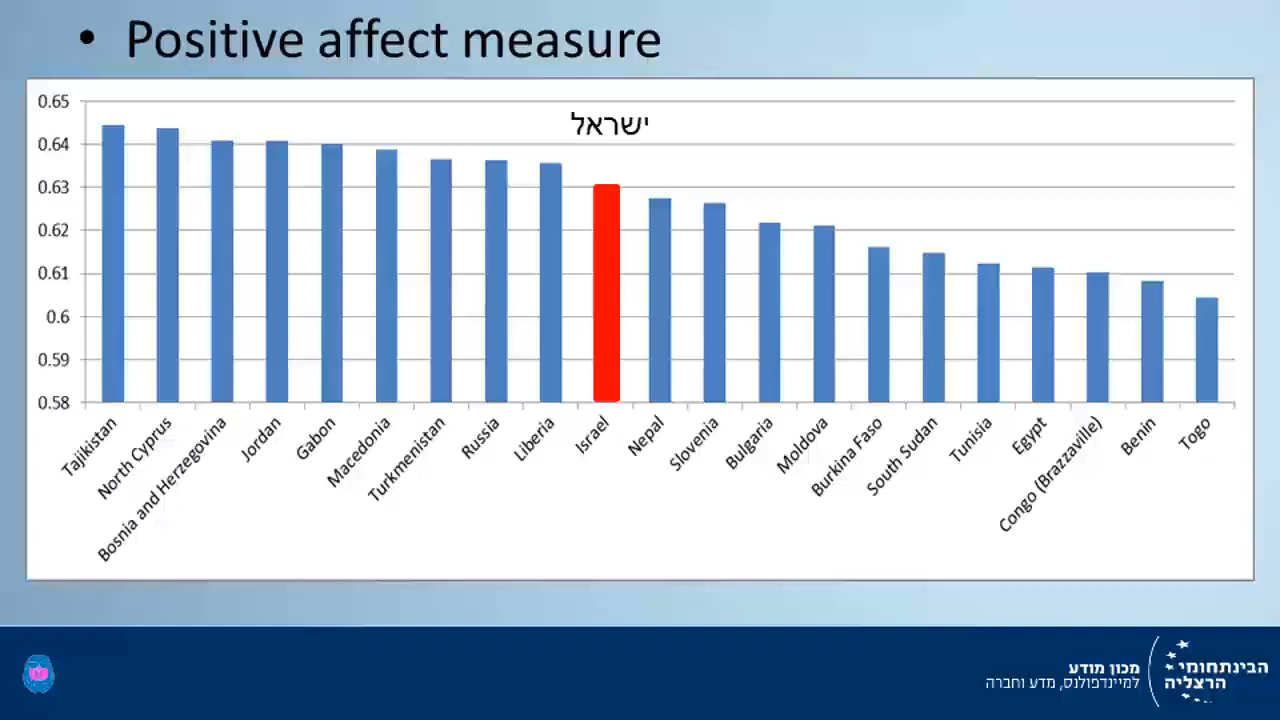 • Positive affect measure
0.65
0.64
0.63
0.62
0.61
0.6
0.59
0.58
ישראל
Tajikistan
North Cyprus
Bosnia and Herzegovina
Jordan
Gabon
Macedonia
Turkmenistan
Russia
Liberia
Israel
Nepal
Slovenia
Bulgaria
Moldova
Burkina Faso
South Sudan
Tunisia
Egypt
Congo (Brazzaville)
Benin
Togo
מכון מודע
למיינדפולנס, מדע וחברה
הבינתחומי
הרצליה